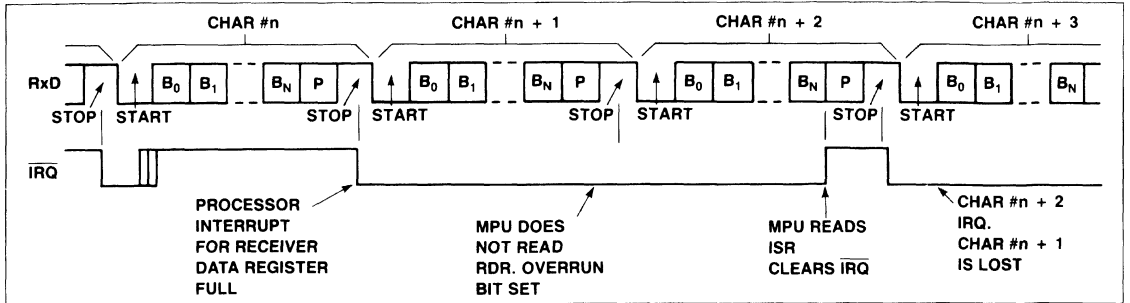 CHAR #n
CHAR #n + 1
CHAR #n + 2
CHAR #n + 3
RxD
B0 B1 BN P
B0 B1 BN P
B0 B1 BN P
B0 B1 BN
STOP START
STOP START
STOP START
STOP START
IRQ
PROCESSOR
INTERRUPT
FOR RECEIVER
DATA REGISTER
FULL
MPU DOES
NOT READ
RDR. OVERRUN
BIT SET
MPU READS
ISR
CLEARS IRQ
CHAR #n + 2
IRQ.
CHAR #n + 1
IS LOST